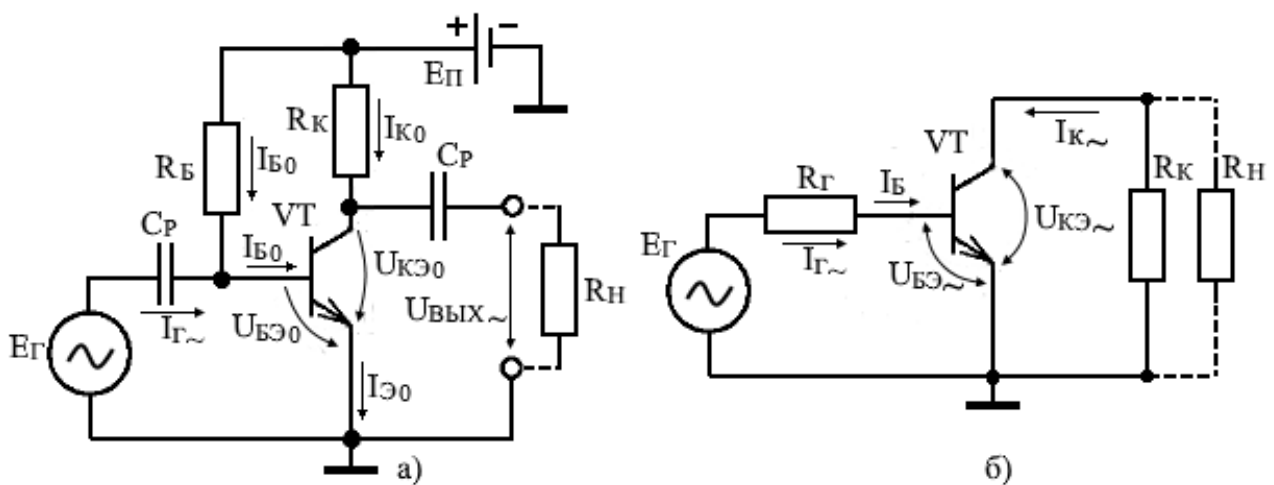 + −
EП
RК
IК0
RБ
IБ0
CР
VT
CР
IБ0
UКЭ0
UБЭ0
UВЫХ~
RН
IГ~
EГ
IЭ0
а)
IК~
VT
RК
RН
RГ
IБ
UКЭ~
EГ
IГ~
UБЭ~
б)